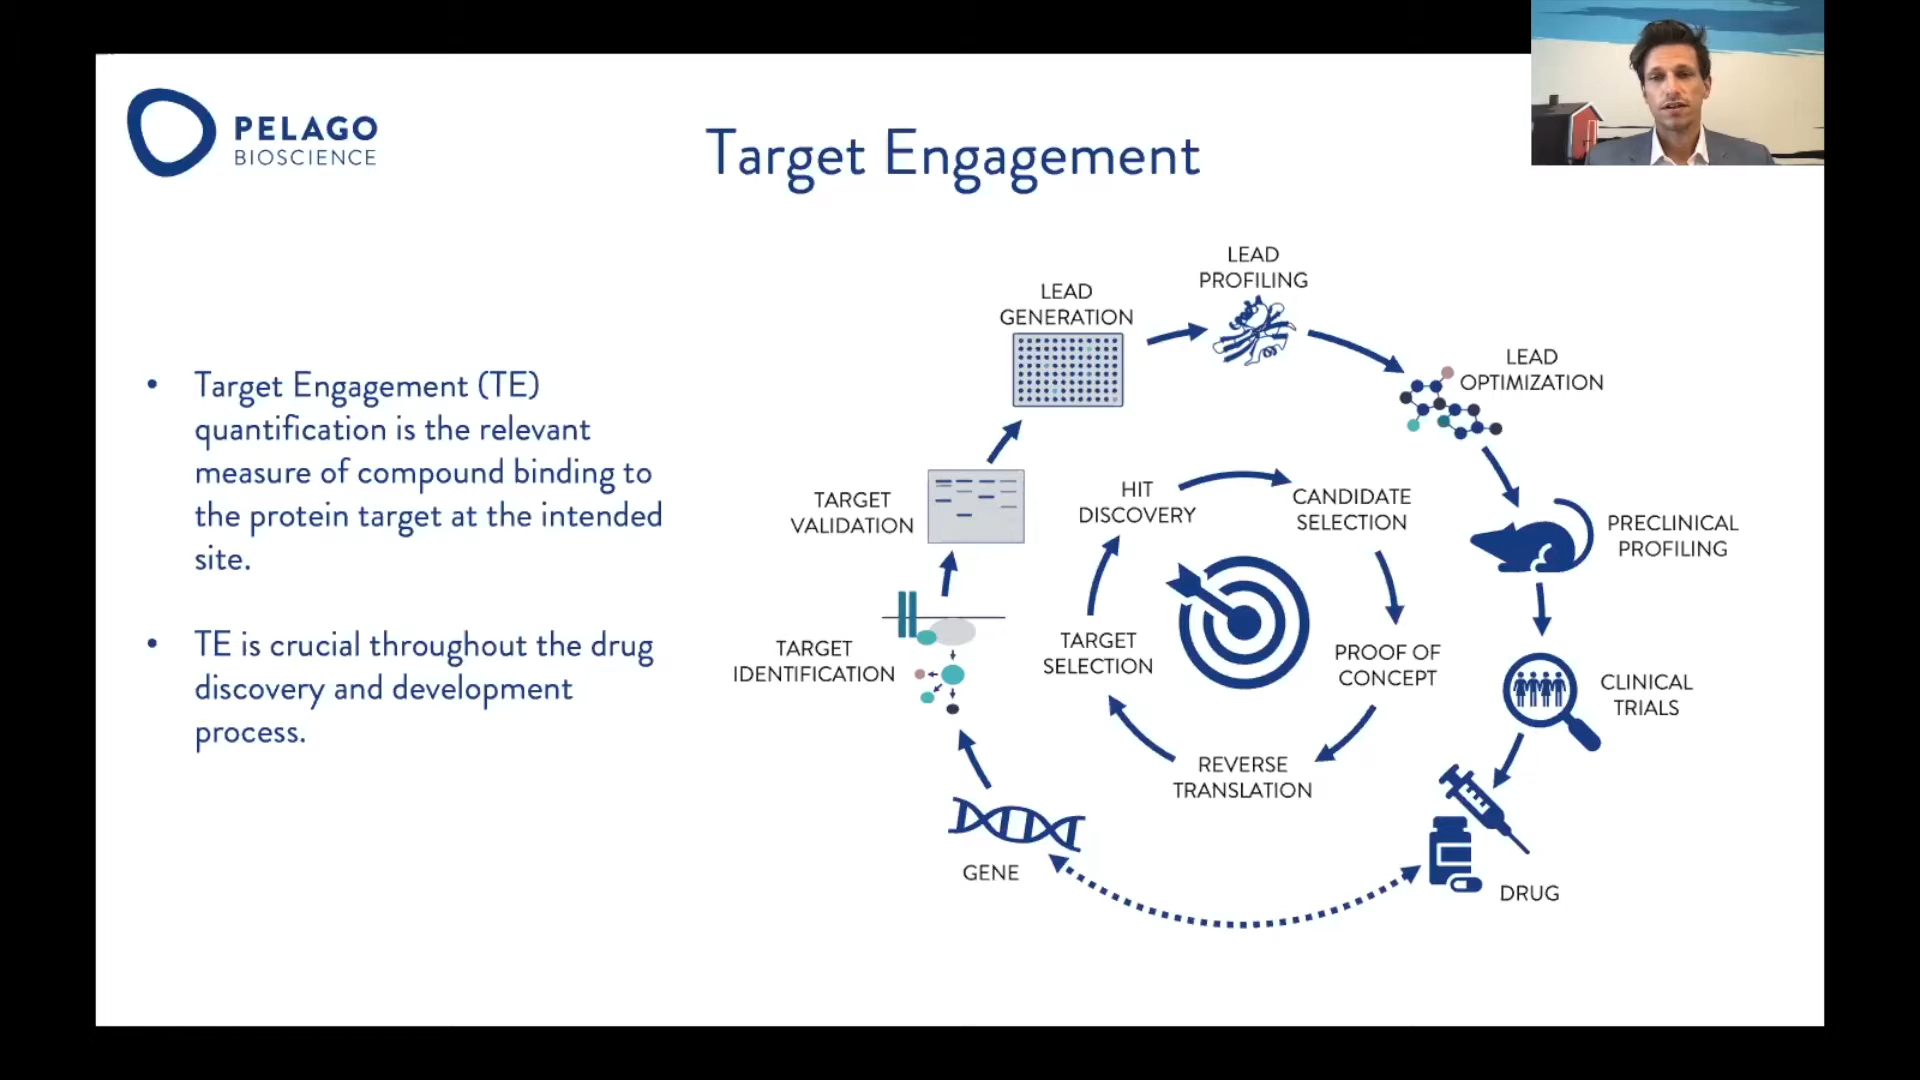 PELAGO
BIOSCIENCE
Target Engagement
• Target Engagement (TE)
quantification is the relevant
measure of compound binding to
the protein target at the intended
site.
• TE is crucial throughout the drug
discovery and development
process.
LEAD
PROFILING
LEAD
GENERATION
LEAD
OPTIMIZATION
TARGET
VALIDATION
PRECLINICAL
PROFILING
TARGET
IDENTIFICATION
CLINICAL
TRIALS
GENE
DRUG
HIT
DISCOVERY
CANDIDATE
SELECTION
TARGET
SELECTION
PROOF OF
CONCEPT
REVERSE
TRANSLATION